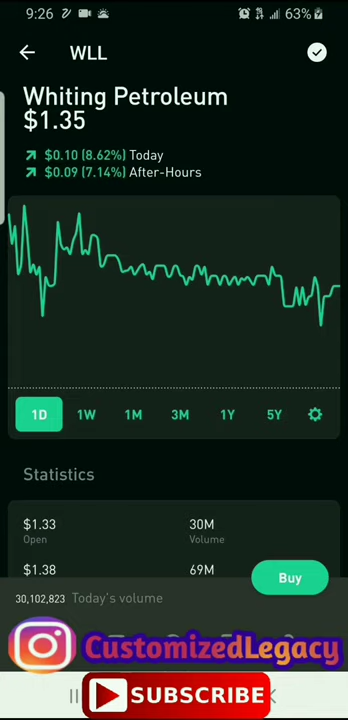 9:26 63%
WLL
Whiting Petroleum
$1.35
$0.10 (8.62%) Today
$0.09 (7.14%) After-Hours
1D 1W 1M 3M 1Y 5Y
Statistics
$1.33 30M
Open Volume
$1.38 69M
Buy
30,102,823 Today's volume
CustomizedLegacy
SUBSCRIBE